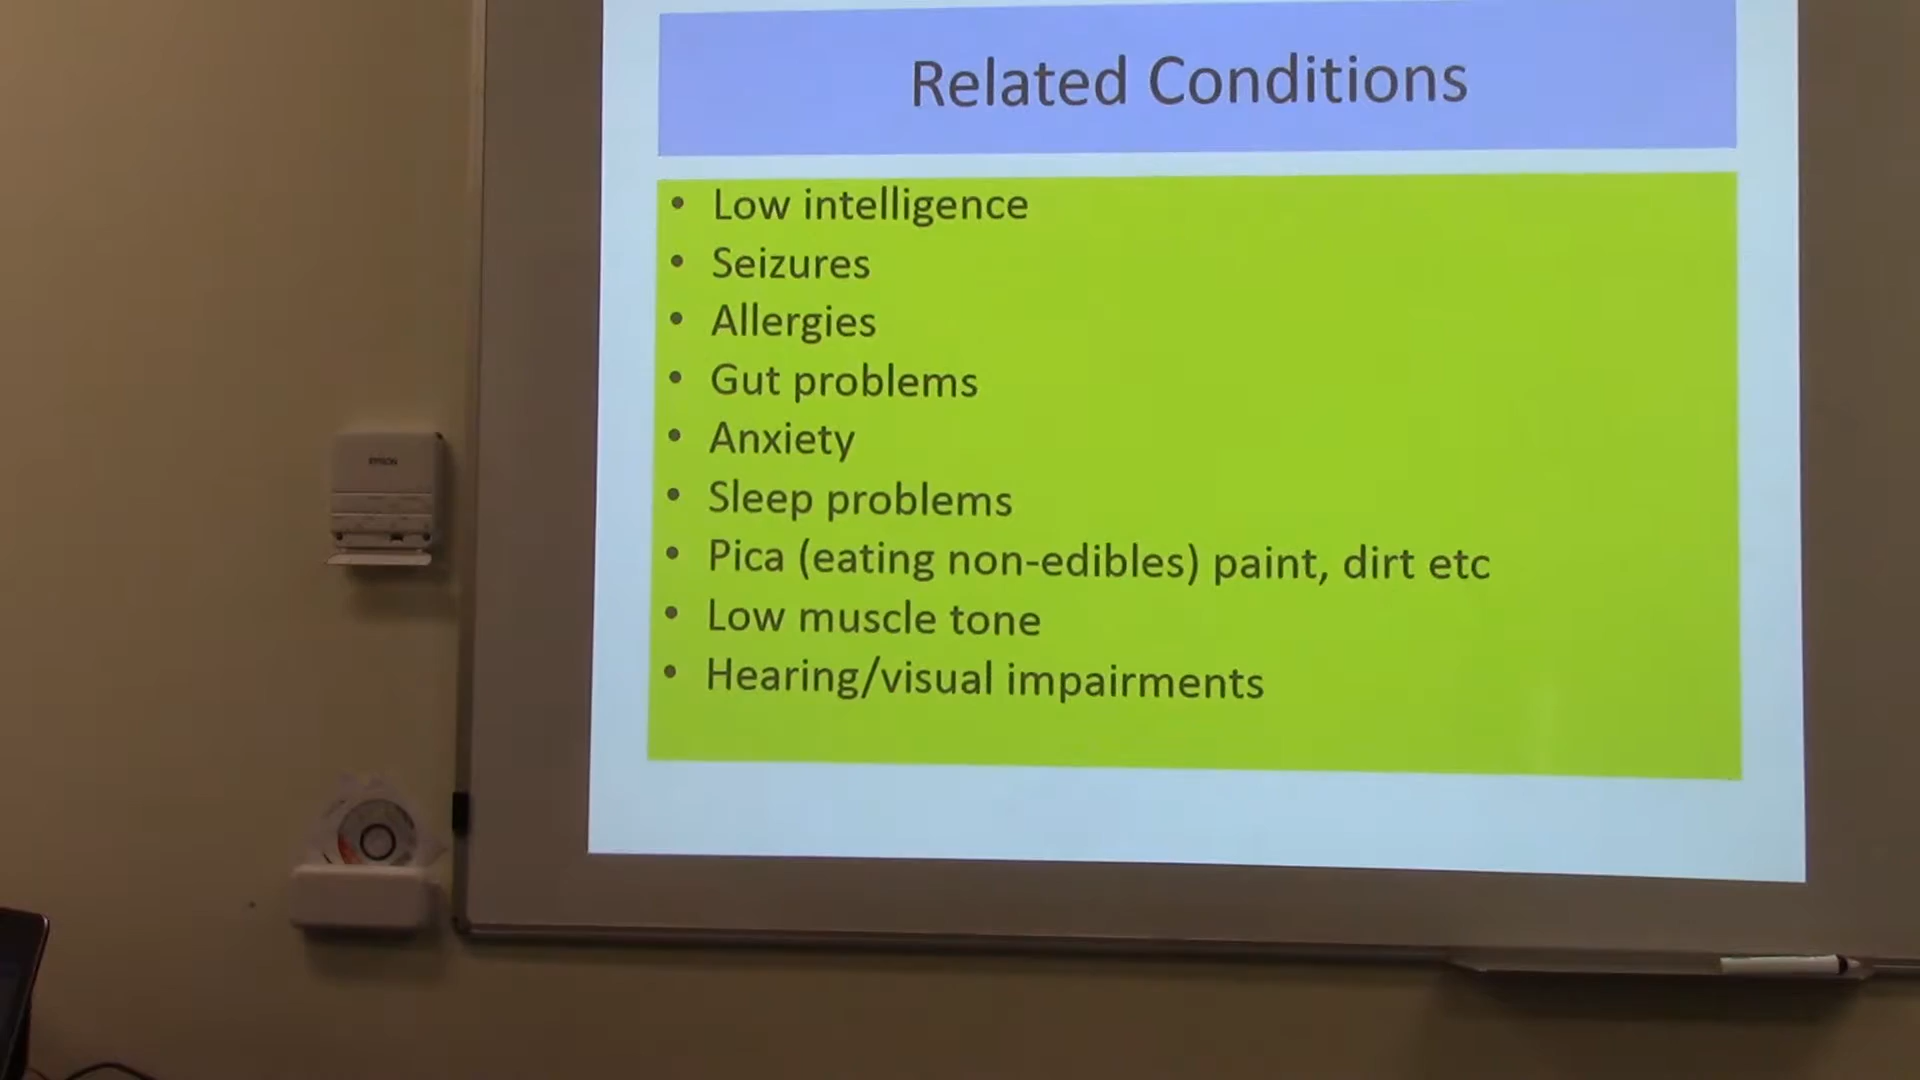 Related Conditions
• Low intelligence
• Seizures
• Allergies
• Gut problems
• Anxiety
• Sleep problems
• Pica (eating non-edibles) paint, dirt etc
• Low muscle tone
• Hearing/visual impairments
EPSON